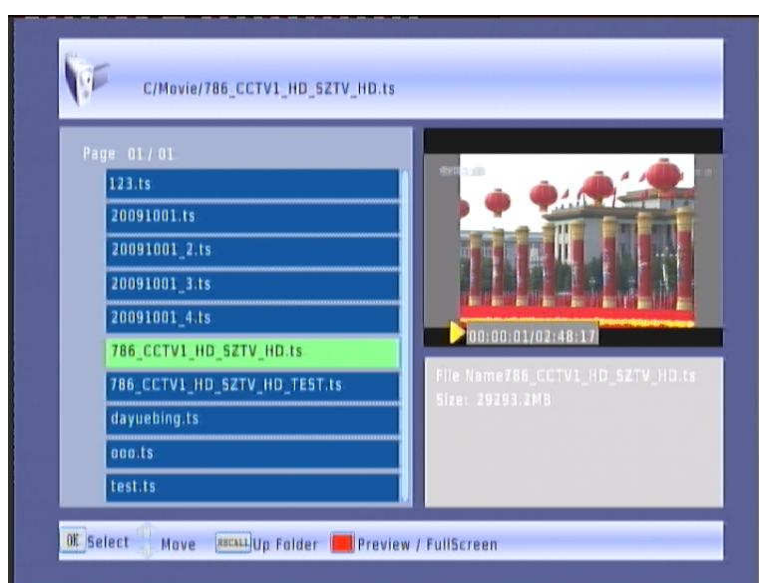 C/Movie/786_CCTV1_HD_SZTV_HD.ts
Page 01/01
123.ts
20091001.ts
20091001_2.ts
20091001_3.ts
20091001_4.ts
786_CCTV1_HD_SZTV_HD.ts
786_CCTV1_HD_SZTV_HD_TEST.ts
dayuebing.ts
ooo.ts
test.ts
00:00:01/02:48:17
File Name786_CCTV1_HD_SZTV_HD.ts
Size: 29293.2MB
OK Select Move RECALL Up Folder Preview / FullScreen